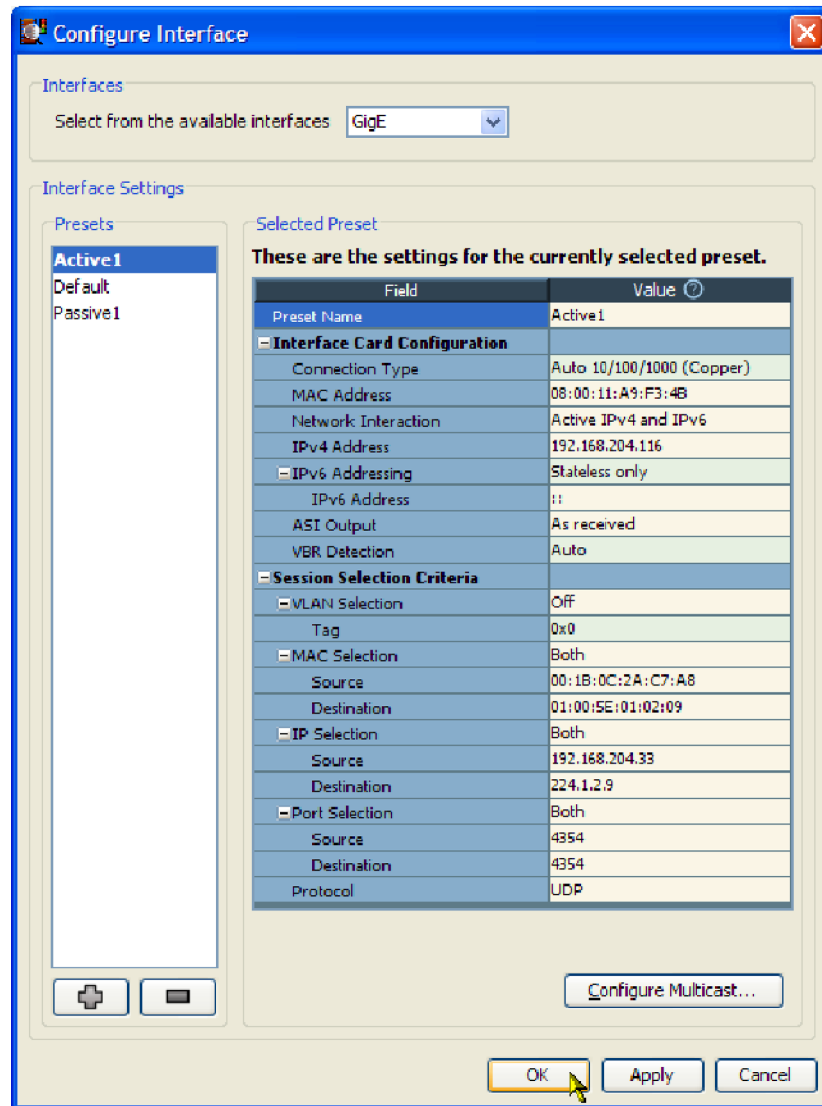 Configure Interface
Interfaces
Select from the available interfaces GigE
Interface Settings
Presets
Active1
Default
Passive1
Selected Preset
These are the settings for the currently selected preset.
Field Value ?
Preset Name Active1
Interface Card Configuration
Connection Type Auto 10/100/1000 (Copper)
MAC Address 08:00:11:A9:F3:4B
Network Interaction Active IPv4 and IPv6
IPv4 Address 192.168.204.116
IPv6 Addressing Stateless only
IPv6 Address ::
ASI Output As received
VBR Detection Auto
Session Selection Criteria
VLAN Selection Off
Tag 0x0
MAC Selection Both
Source 00:1B:0C:2A:C7:A8
Destination 01:00:5E:01:02:09
IP Selection Both
Source 192.168.204.33
Destination 224.1.2.9
Port Selection Both
Source 4354
Destination 4354
Protocol UDP
Configure Multicast...
OK Apply Cancel